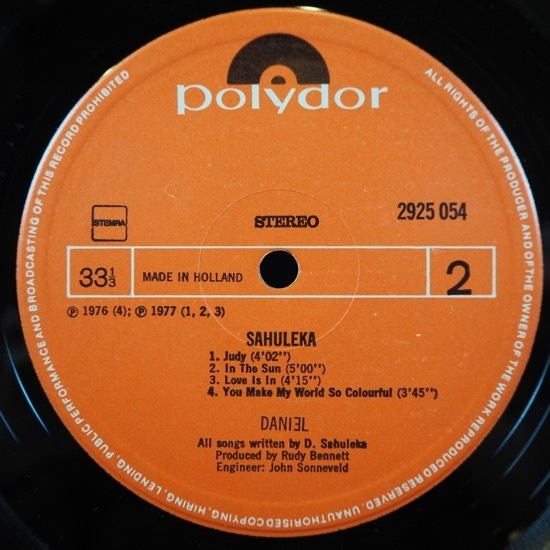 polydor
ALL RIGHTS OF THE PRODUCER AND OF THE OWNER OF THE WORK REPRODUCED RESERVED. UNAUTHORISED COPYING, HIRING, LENDING, PUBLIC PERFORMANCE AND BROADCASTING OF THIS RECORD PROHIBITED
STEMRA
STEREO
2925 054
33 1/3
MADE IN HOLLAND
2
℗ 1976 (4); ℗ 1977 (1, 2, 3)
SAHULEKA
1. Judy (4'02")
2. In The Sun (5'00")
3. Love Is In (4'15")
4. You Make My World So Colourful (3'45")
DANIƎL
All songs written by D. Sahuleka
Produced by Rudy Bennett
Engineer: John Sonneveld